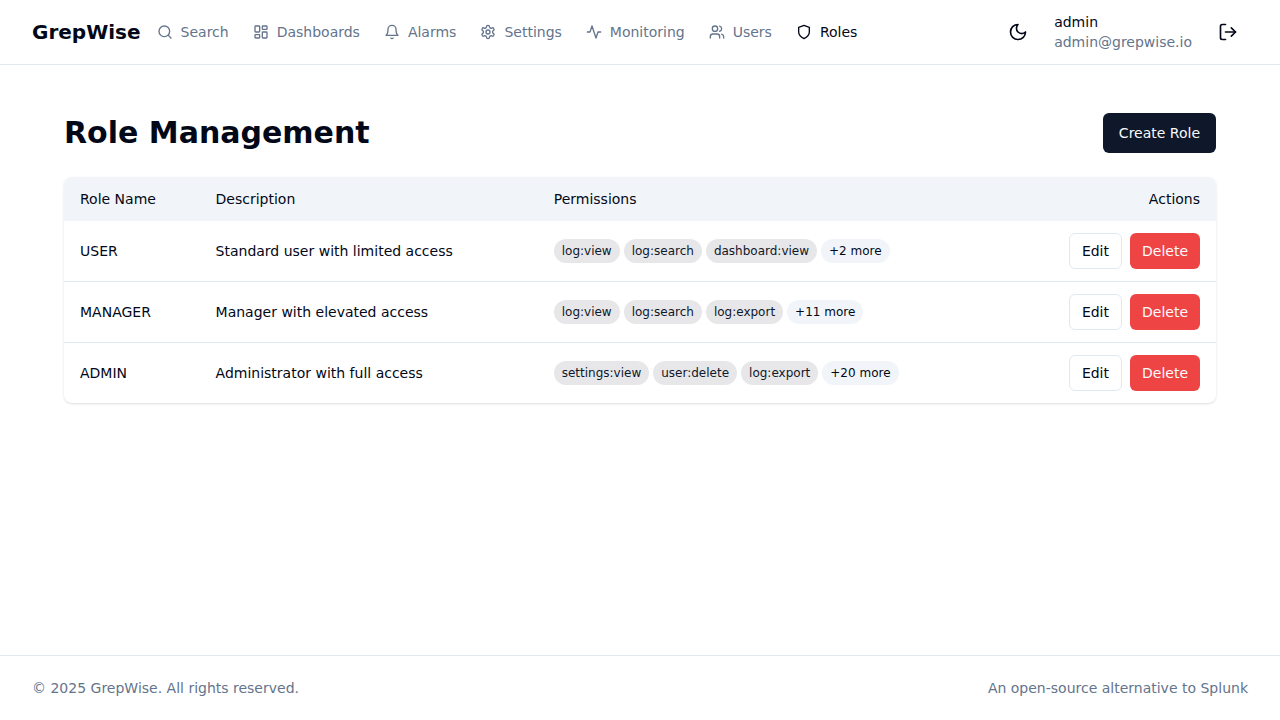 GrepWise Search Dashboards Alarms Settings Monitoring Users Roles admin
admin@grepwise.io
Role Management Create Role
Role Name Description Permissions Actions
USER Standard user with limited access log:view log:search dashboard:view +2 more Edit Delete
MANAGER Manager with elevated access log:view log:search log:export +11 more Edit Delete
ADMIN Administrator with full access settings:view user:delete log:export +20 more Edit Delete
© 2025 GrepWise. All rights reserved. An open-source alternative to Splunk